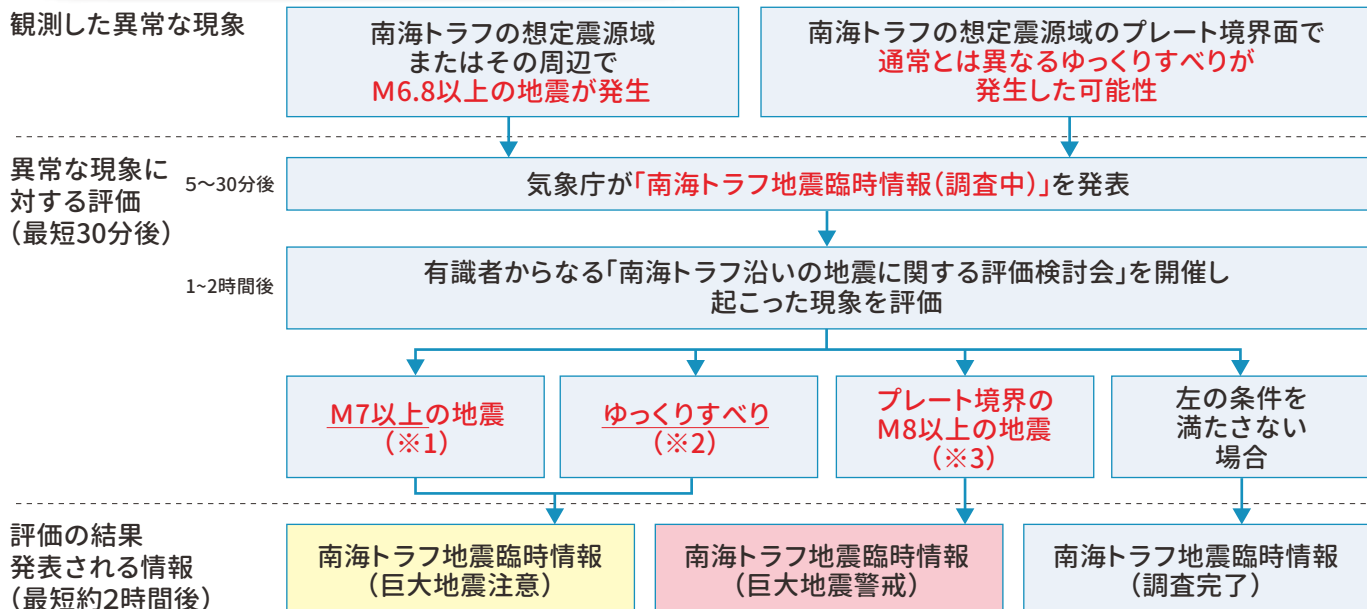 観測した異常な現象
南海トラフの想定震源域
またはその周辺で
M6.8以上の地震が発生
南海トラフの想定震源域のプレート境界面で
通常とは異なるゆっくりすべりが
発生した可能性
異常な現象に
対する評価
（最短30分後）
5〜30分後
気象庁が「南海トラフ地震臨時情報（調査中）」を発表
1~2時間後
有識者からなる「南海トラフ沿いの地震に関する評価検討会」を開催し
起こった現象を評価
M7以上の地震
（※1）
ゆっくりすべり
（※2）
プレート境界の
M8以上の地震
（※3）
左の条件を
満たさない
場合
評価の結果
発表される情報
（最短約2時間後）
南海トラフ地震臨時情報
（巨大地震注意）
南海トラフ地震臨時情報
（巨大地震警戒）
南海トラフ地震臨時情報
（調査完了）